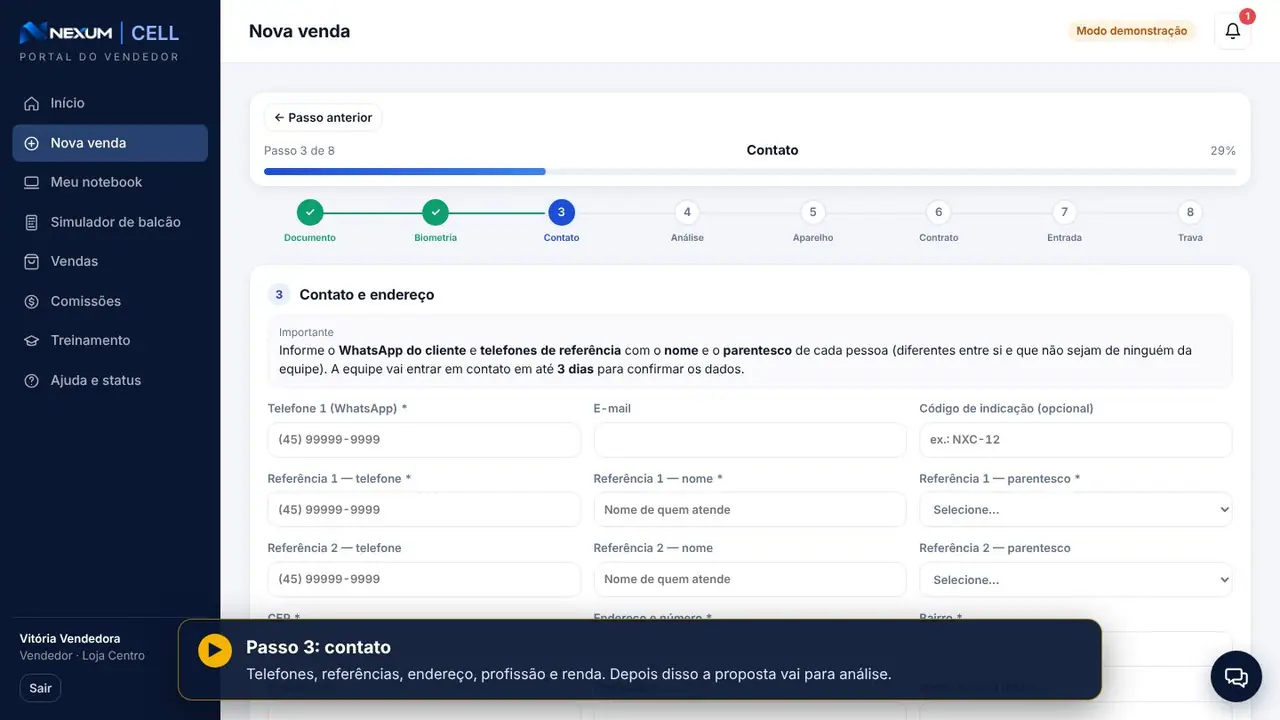 NEXUM | CELL
PORTAL DO VENDEDOR
Início
Nova venda
Meu notebook
Simulador de balcão
Vendas
Comissões
Treinamento
Ajuda e status
Vitória Vendedora
Vendedor · Loja Centro
Sair
Nova venda
Modo demonstração
1
← Passo anterior
Passo 3 de 8
Contato
29%
3
4
5
6
7
8
Documento
Biometria
Contato
Análise
Aparelho
Contrato
Entrada
Trava
3 Contato e endereço
Importante
Informe o WhatsApp do cliente e telefones de referência com o nome e o parentesco de cada pessoa (diferentes entre si e que não sejam de ninguém da
equipe). A equipe vai entrar em contato em até 3 dias para confirmar os dados.
Telefone 1 (WhatsApp) *
E-mail
Código de indicação (opcional)
(45) 99999-9999
ex.: NXC-12
Referência 1 — telefone *
Referência 1 — nome *
Referência 1 — parentesco *
(45) 99999-9999
Nome de quem atende
Selecione...
Referência 2 — telefone
Referência 2 — nome
Referência 2 — parentesco
(45) 99999-9999
Nome de quem atende
Selecione...
CEP *
Endereço e número *
Bairro *
Passo 3: contato
Telefones, referências, endereço, profissão e renda. Depois disso a proposta vai para análise.